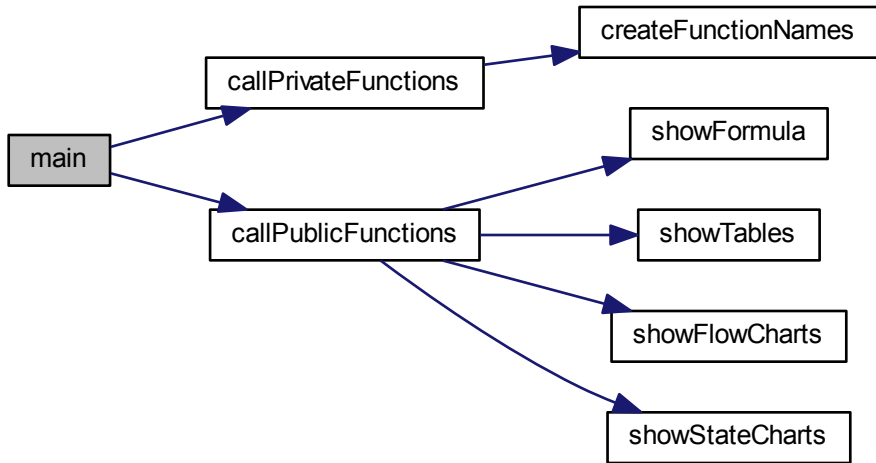 main
callPrivateFunctions
callPublicFunctions
createFunctionNames
showFormula
showTables
showFlowCharts
showStateCharts